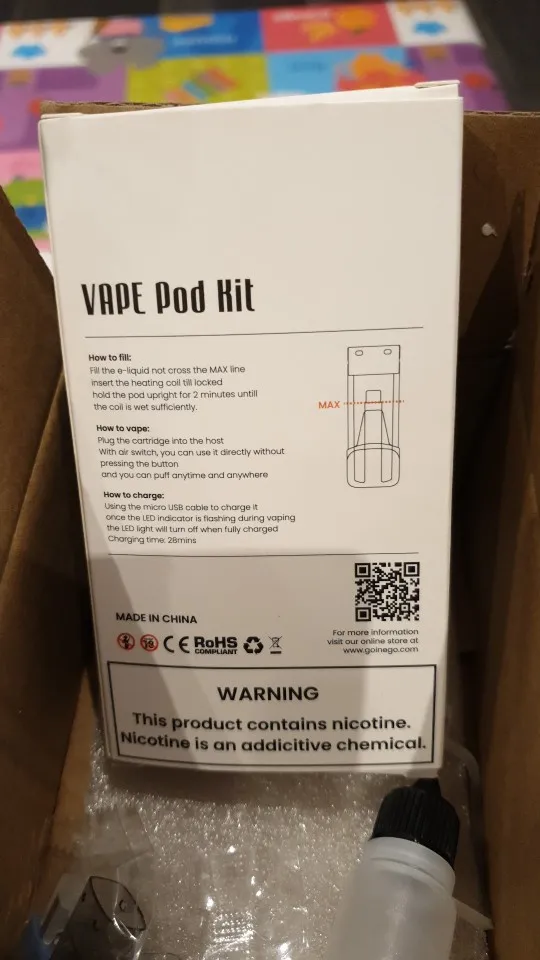 VAPE Pod Kit
How to fill:
Fill the e-liquid not cross the MAX line
insert the heating coil till locked
hold the pod upright for 2 minutes untill
the coil is wet sufficiently.
MAX
How to vape:
Plug the cartridge into the host
With air switch, you can use it directly without
pressing the button
and you can puff anytime and anywhere
How to charge:
Using the micro USB cable to charge it
once the LED indicator is flashing during vaping
the LED light will turn off when fully charged
Charging time: 26mins
MADE IN CHINA
18
CE RoHS
COMPLIANT
For more information
visit our online store at
www.goinego.com
WARNING
This product contains nicotine.
Nicotine is an addicitive chemical.